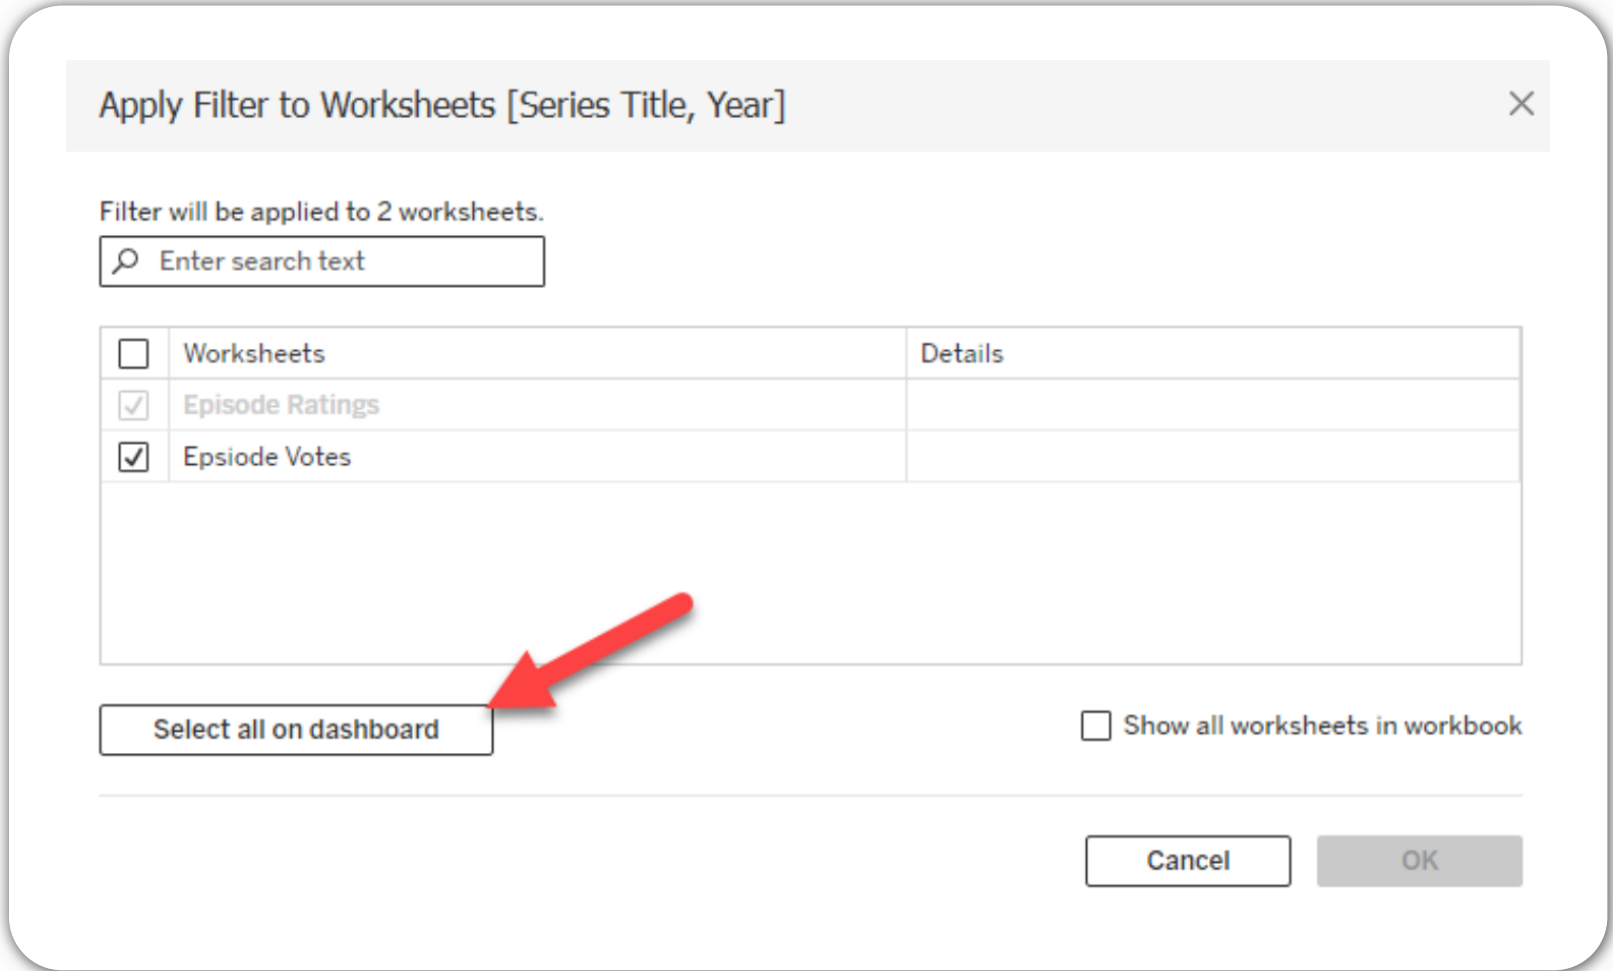 Apply Filter to Worksheets [Series Title, Year]
Filter will be applied to 2 worksheets.
Enter search text
Worksheets Details
Episode Ratings
Epsiode Votes
Select all on dashboard Show all worksheets in workbook
Cancel OK